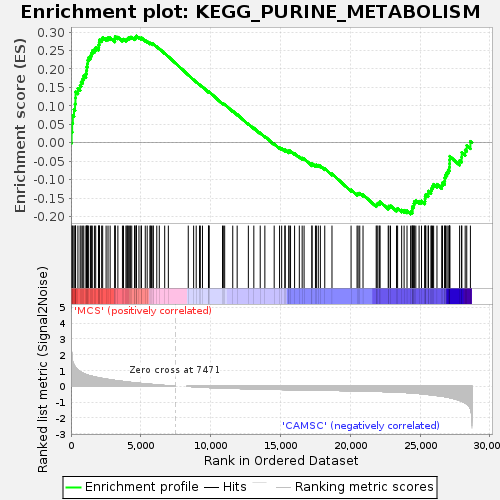 Enrichment plot: KEGG_PURINE_METABOLISM
Enrichment score (ES)
0.30
0.25
0.20
0.15
0.10
0.05
0.00
-0.05
-0.10
-0.15
-0.20
Ranked list metric (Signal2Noise)
'MCS' (positively correlated)
5
4
3
2
1
0
-1
-2
-3
Zero cross at 7471
'CAMSC' (negatively correlated)
0 5,000 10,000 15,000 20,000 25,000 30,000
Rank in Ordered Dataset
Enrichment profile Hits Ranking metric scores